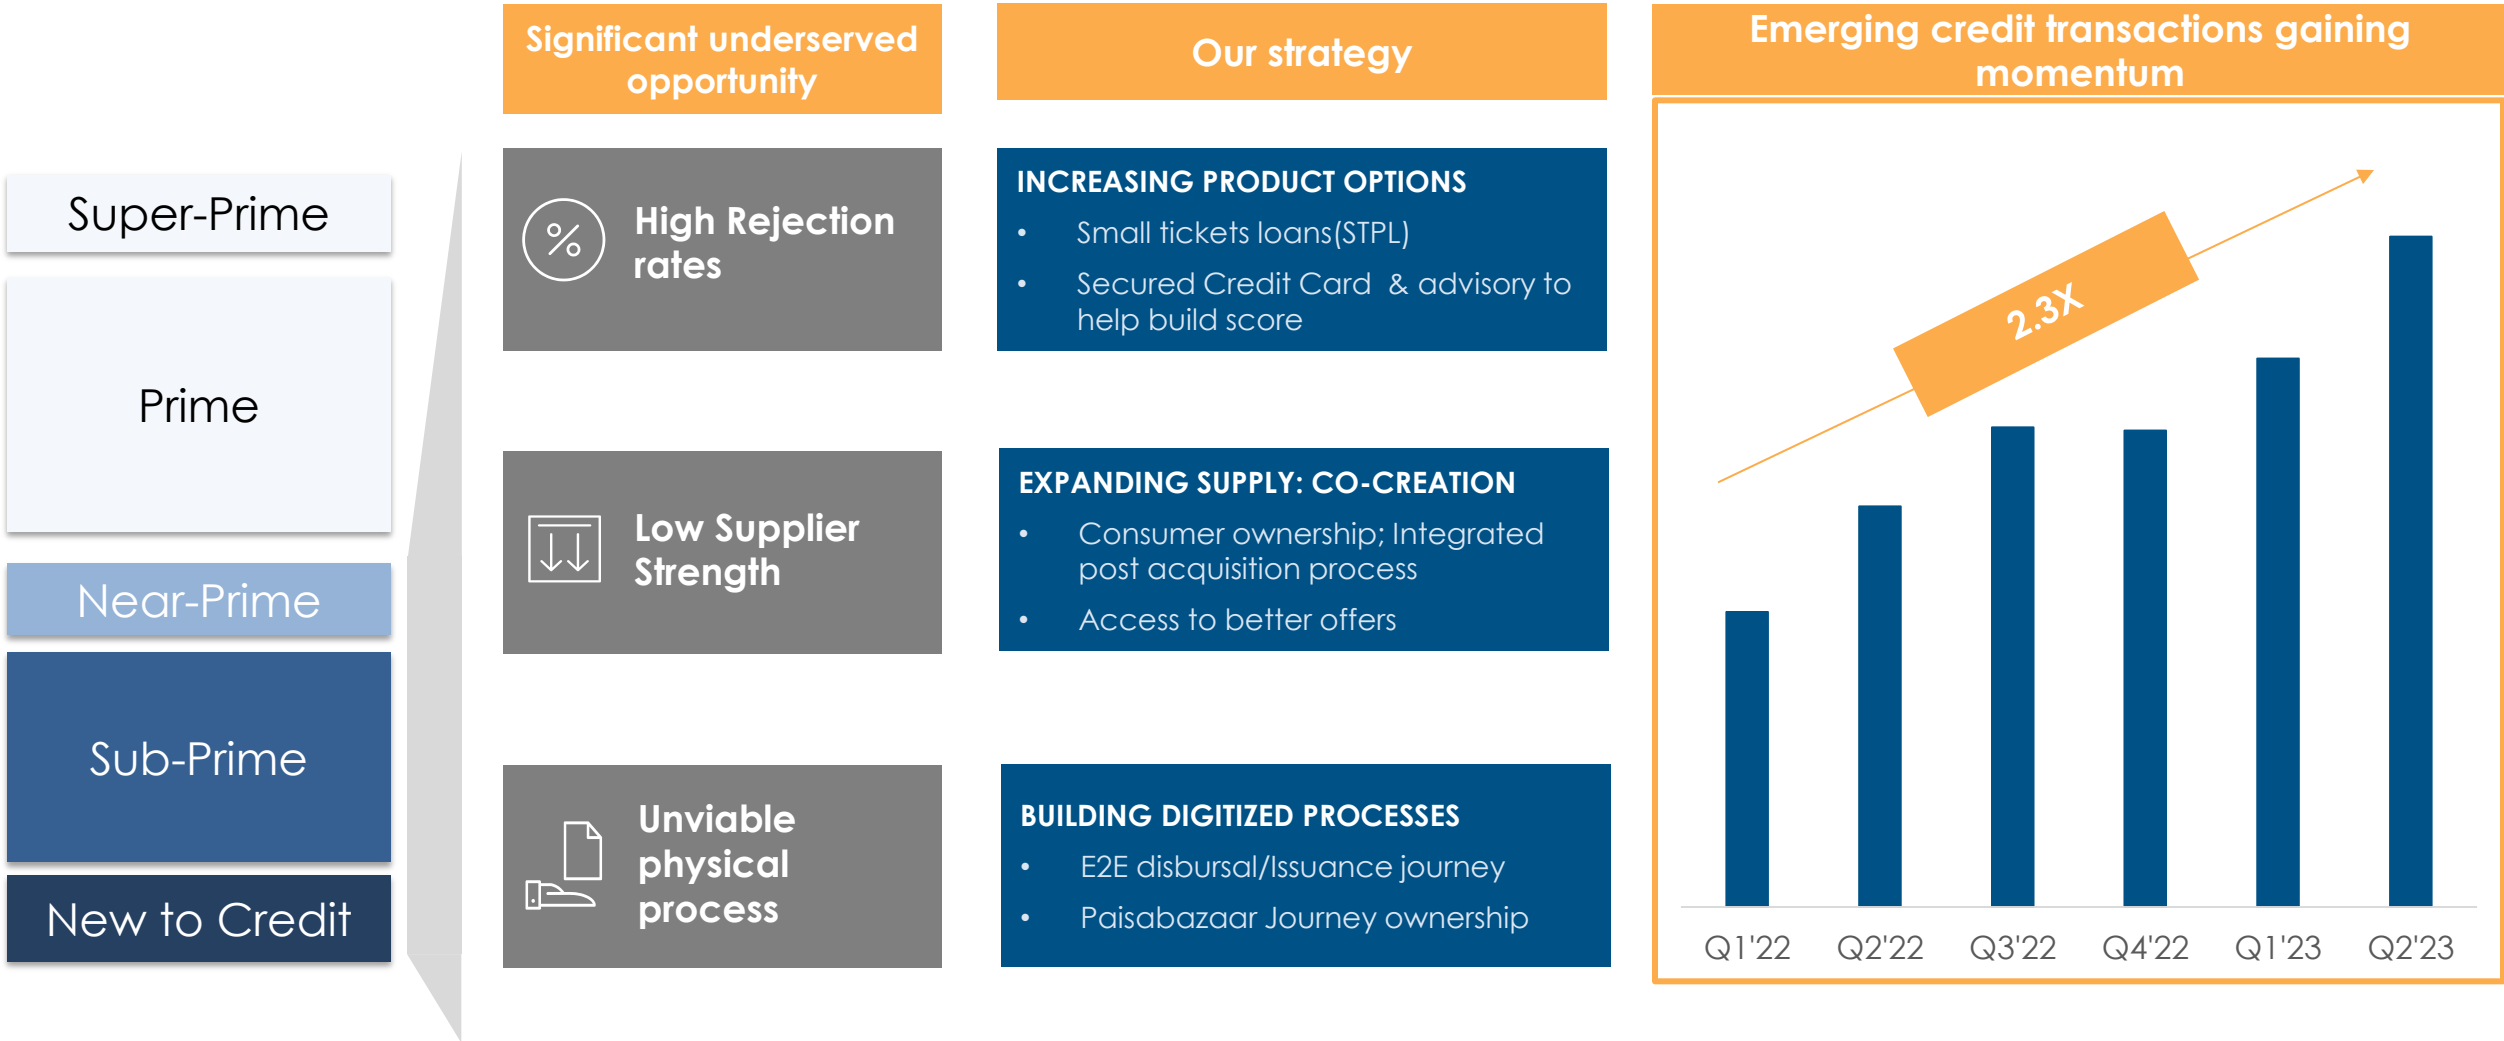 Super-Prime
Prime
Near-Prime
Sub-Prime
New to Credit
Significant underserved
opportunity
High Rejection
rates
Low Supplier
Strength
Unviable
physical
process
Our strategy
INCREASING PRODUCT OPTIONS
• Small tickets loans(STPL)
• Secured Credit Card & advisory to
help build score
EXPANDING SUPPLY: CO-CREATION
• Consumer ownership; Integrated
post acquisition process
• Access to better offers
BUILDING DIGITIZED PROCESSES
• E2E disbursal/Issuance journey
• Paisabazaar Journey ownership
Emerging credit transactions gaining
momentum
2.3X
Q1'22 Q2'22 Q3'22 Q4'22 Q1'23 Q2'23